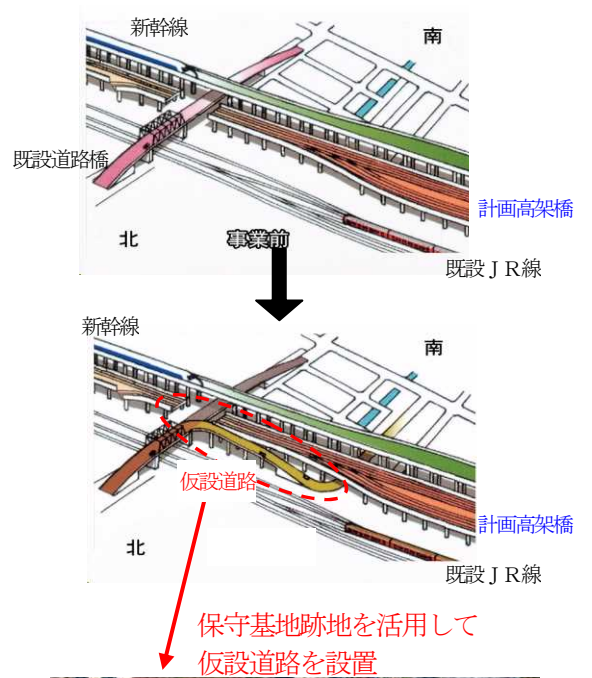 新幹線
南
既設道路橋
計画高架橋
北
事業前
既設ＪＲ線
新幹線
南
仮設道路
計画高架橋
北
既設ＪＲ線
保守基地跡地を活用して
仮設道路を設置